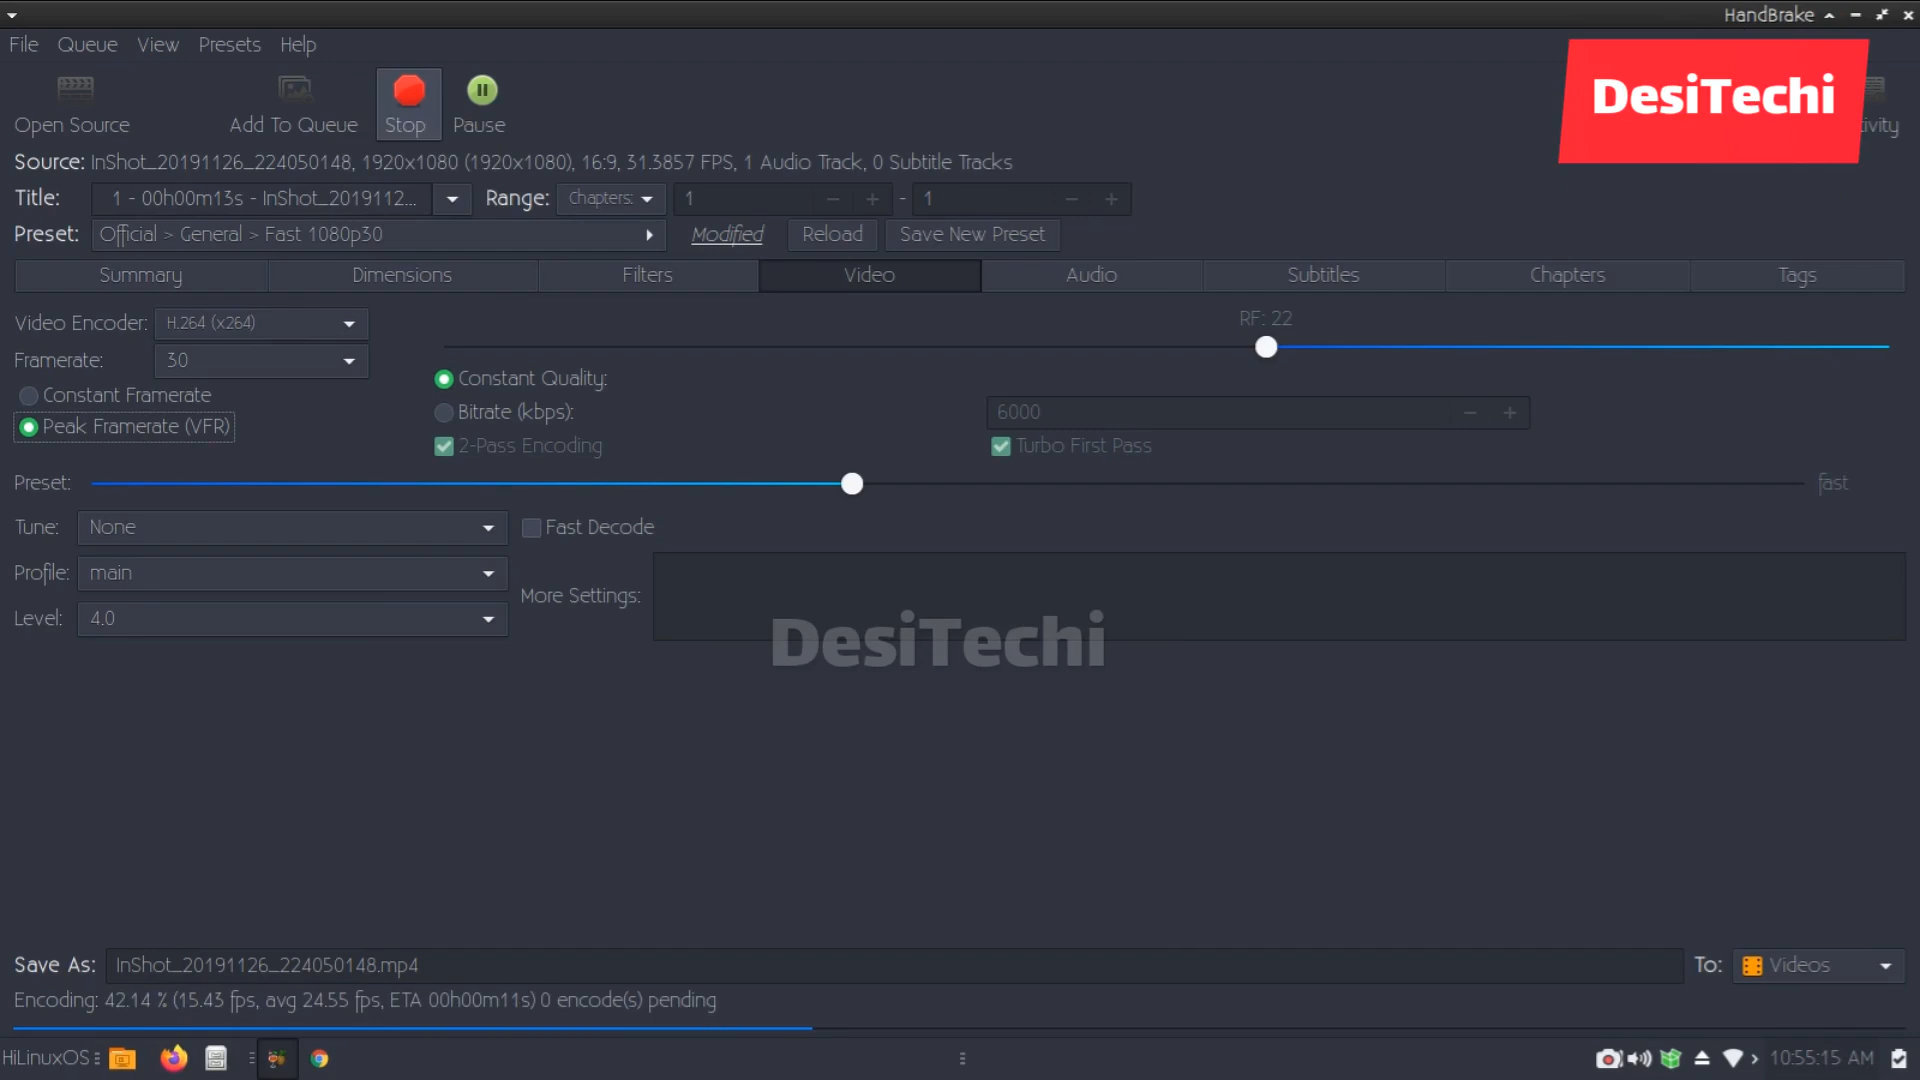 HandBrake
File Queue View Presets Help
DesiTechi
Open Source Add To Queue Stop Pause
Source: InShot_20191126_224050148, 1920x1080 (1920x1080), 16:9, 31.3857 FPS, 1 Audio Track, 0 Subtitle Tracks
Title: 1 - 00h00m13s - InShot_2019112... Range: Chapters: 1 - 1
Preset: Official > General > Fast 1080p30 Modified Reload Save New Preset
Summary Dimensions Filters Video Audio Subtitles Chapters Tags
Video Encoder: H.264 (x264) RF: 22
Framerate: 30
Constant Framerate Constant Quality:
Peak Framerate (VFR) Bitrate (kbps): 6000
2-Pass Encoding Turbo First Pass
Preset: fast
Tune: None Fast Decode
Profile: main
More Settings:
Level: 4.0
DesiTechi
Save As: InShot_20191126_224050148.mp4 To: Videos
Encoding: 42.14 % (15.43 fps, avg 24.55 fps, ETA 00h00m11s) 0 encode(s) pending
HiLinuxOS 10:55:15 AM